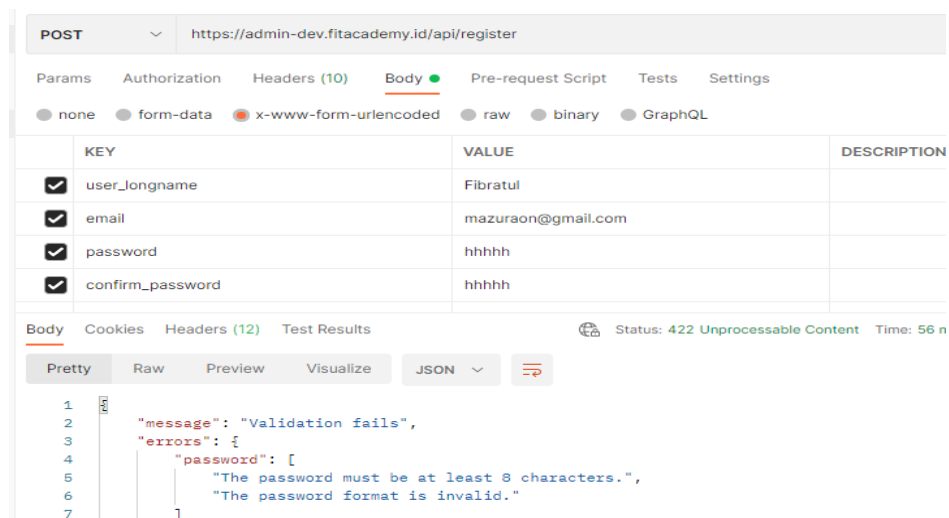 POST https://admin-dev.fitacademy.id/api/register
Params Authorization Headers (10) Body Pre-request Script Tests Settings
none form-data x-www-form-urlencoded raw binary GraphQL
KEY VALUE DESCRIPTION
user_longname Fibratul
email mazuraon@gmail.com
password hhhhh
confirm_password hhhhh
Body Cookies Headers (12) Test Results Status: 422 Unprocessable Content Time: 56 m
Pretty Raw Preview Visualize JSON
1 {
2 "message": "Validation fails",
3 "errors": {
4 "password": [
5 "The password must be at least 8 characters.",
6 "The password format is invalid."
7 ]